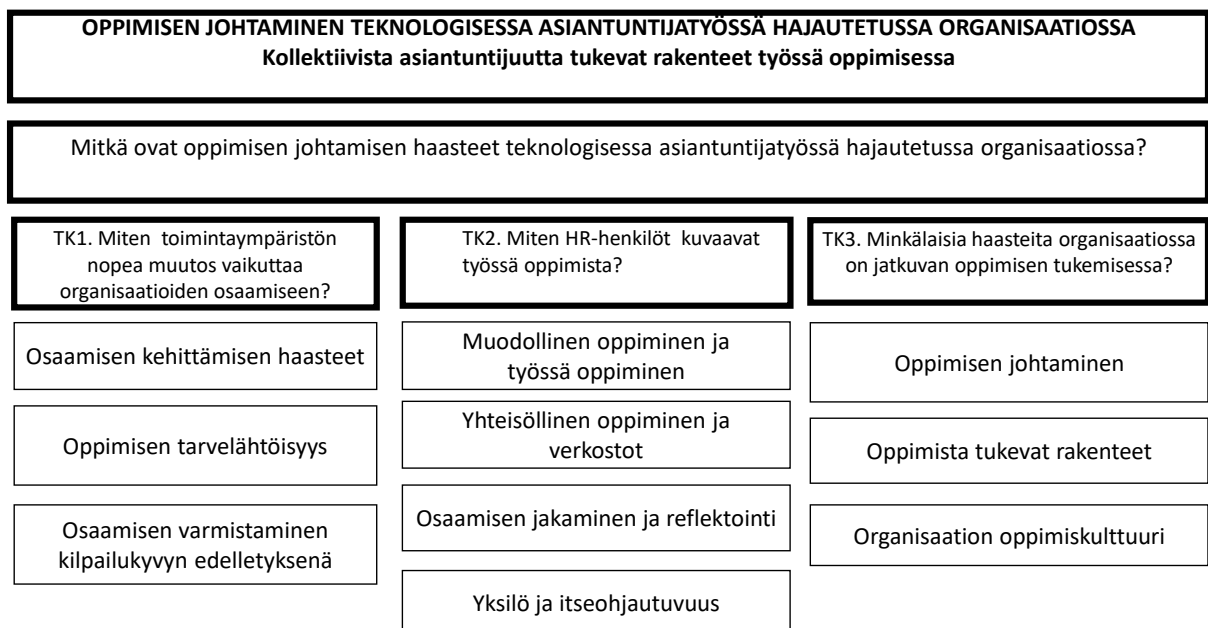 OPPIMISEN JOHTAMINEN TEKNOLOGISESSA ASIANTUNTIJATYÖSSÄ HAJAUTETUSSA ORGANISAATIOSSA
Kollektiivista asiantuntijuutta tukevat rakenteet työssä oppimisessa
Mitkä ovat oppimisen johtamisen haasteet teknologisessa asiantuntijatyössä hajautetussa organisaatiossa?
TK1. Miten toimintaympäristön
nopea muutos vaikuttaa
organisaatioiden osaamiseen?
Osaamisen kehittämisen haasteet
Oppimisen tarvelähtöisyys
Osaamisen varmistaminen
kilpailukyvyn edelletyksenä
TK2. Miten HR-henkilöt kuvaavat
työssä oppimista?
Muodollinen oppiminen ja
työssä oppiminen
Yhteisöllinen oppiminen ja
verkostot
Osaamisen jakaminen ja reflektointi
Yksilö ja itseohjautuvuus
TK3. Minkälaisia haasteita organisaatiossa
on jatkuvan oppimisen tukemisessa?
Oppimisen johtaminen
Oppimista tukevat rakenteet
Organisaation oppimiskulttuuri